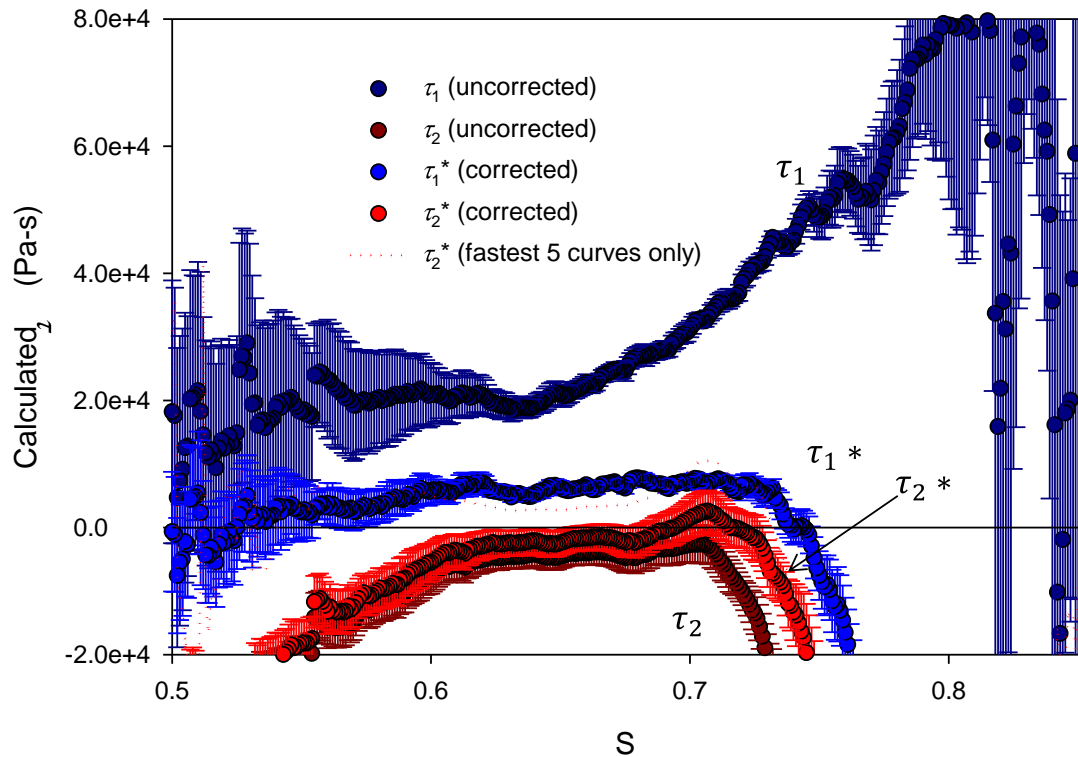 8.0e+4
6.0e+4
4.0e+4
2.0e+4
0.0
-2.0e+4
Calculated τ (Pa-s)
τ₁ (uncorrected)
τ₂ (uncorrected)
τ₁* (corrected)
τ₂* (corrected)
τ₂* (fastest 5 curves only)
τ₁
τ₁ *
τ₂ *
τ₂
0.5 0.6 0.7 0.8
S